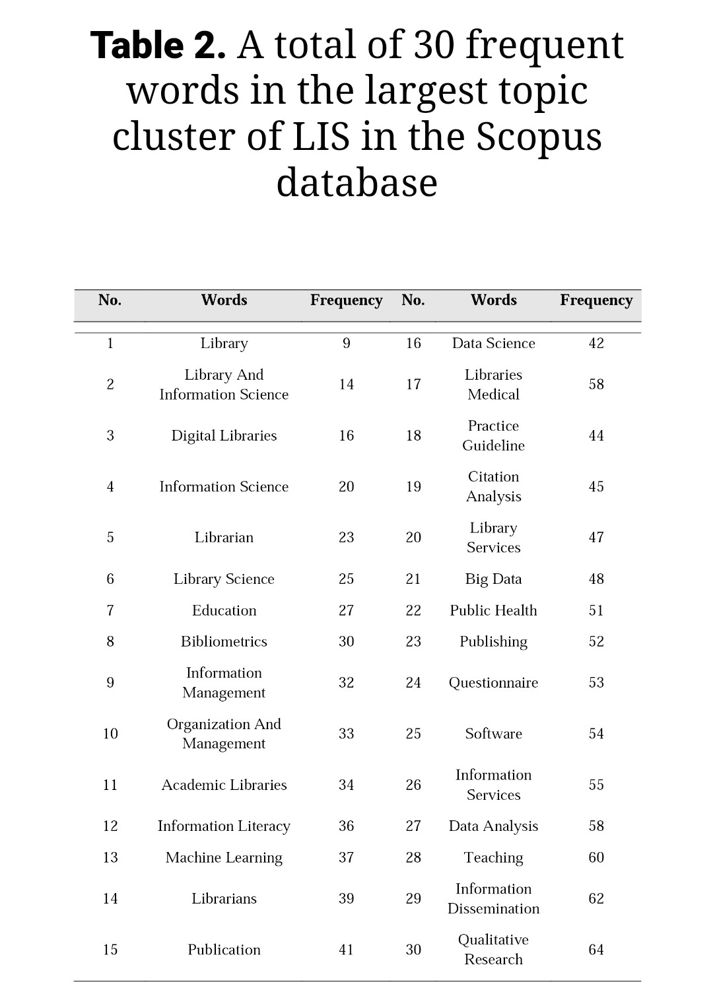 Table 2. A total of 30 frequent
words in the largest topic
cluster of LIS in the Scopus
database
No. Words Frequency No. Words Frequency
1 Library 9 16 Data Science 42
2 Library And Information Science 14 17 Libraries Medical 58
3 Digital Libraries 16 18 Practice Guideline 44
4 Information Science 20 19 Citation Analysis 45
5 Librarian 23 20 Library Services 47
6 Library Science 25 21 Big Data 48
7 Education 27 22 Public Health 51
8 Bibliometrics 30 23 Publishing 52
9 Information Management 32 24 Questionnaire 53
10 Organization And Management 33 25 Software 54
11 Academic Libraries 34 26 Information Services 55
12 Information Literacy 36 27 Data Analysis 58
13 Machine Learning 37 28 Teaching 60
14 Librarians 39 29 Information Dissemination 62
15 Publication 41 30 Qualitative Research 64